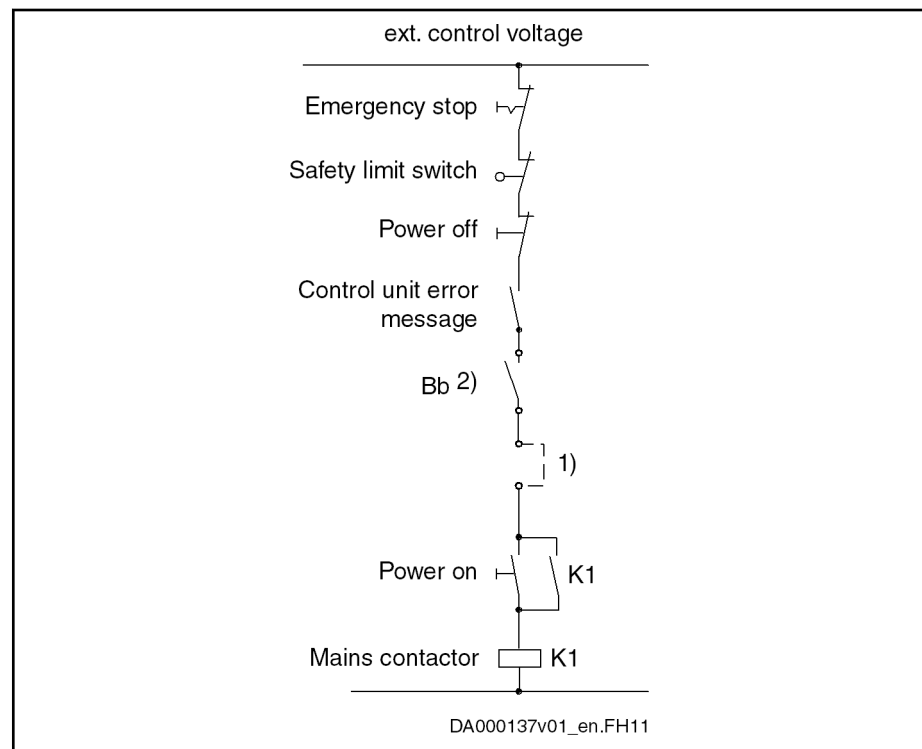 ext. control voltage
Emergency stop
Safety limit switch
Power off
Control unit error
message
Bb 2)
1)
Power on K1
Mains contactor K1
DA000137v01_en.FH11